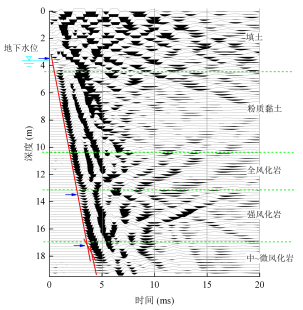 0
地下水位
填土
2
4
粉质黏土
6
8
深度 (m)
10
全风化岩
12
14
强风化岩
16
中-微风化岩
18
0 5 10 15 20
时间 (ms)